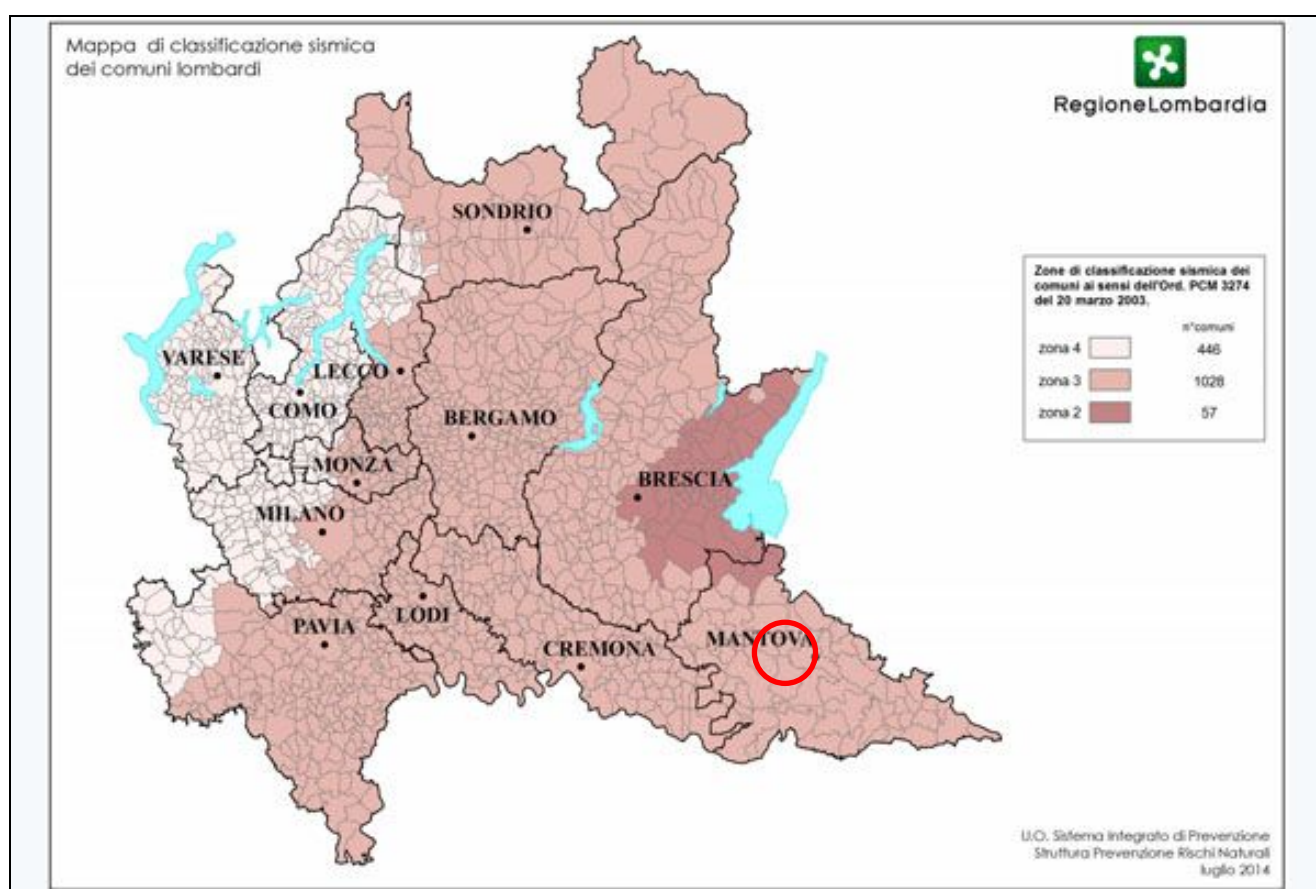 Mappa di classificazione sismica
dei comuni lombardi
RegioneLombardia
SONDRIO
VARESE
LECCO
COMO
BERGAMO
MONZA
BRESCIA
MILANO
LODI
PAVIA
CREMONA
MANTOVA
Zone di classificazione sismica dei
comuni ai sensi dell'Ord. PCM 3274
del 20 marzo 2003.
n°comuni
zona 4 446
zona 3 1028
zona 2 57
U.O. Sistema Integrato di Prevenzione
Struttura Prevenzione Rischi Naturali
luglio 2014